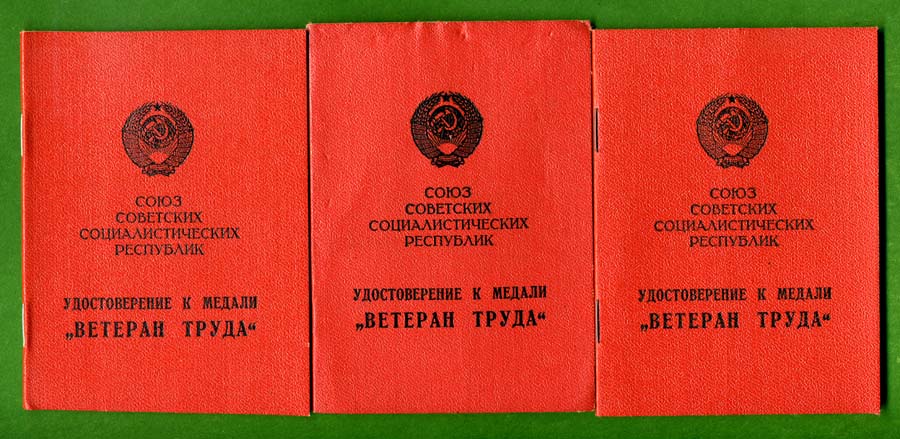 СОЮЗ
СОВЕТСКИХ
СОЦИАЛИСТИЧЕСКИХ
РЕСПУБЛИК
УДОСТОВЕРЕНИЕ К МЕДАЛИ
„ВЕТЕРАН ТРУДА“
СОЮЗ
СОВЕТСКИХ
СОЦИАЛИСТИЧЕСКИХ
РЕСПУБЛИК
УДОСТОВЕРЕНИЕ К МЕДАЛИ
„ВЕТЕРАН ТРУДА“
СОЮЗ
СОВЕТСКИХ
СОЦИАЛИСТИЧЕСКИХ
РЕСПУБЛИК
УДОСТОВЕРЕНИЕ К МЕДАЛИ
„ВЕТЕРАН ТРУДА“